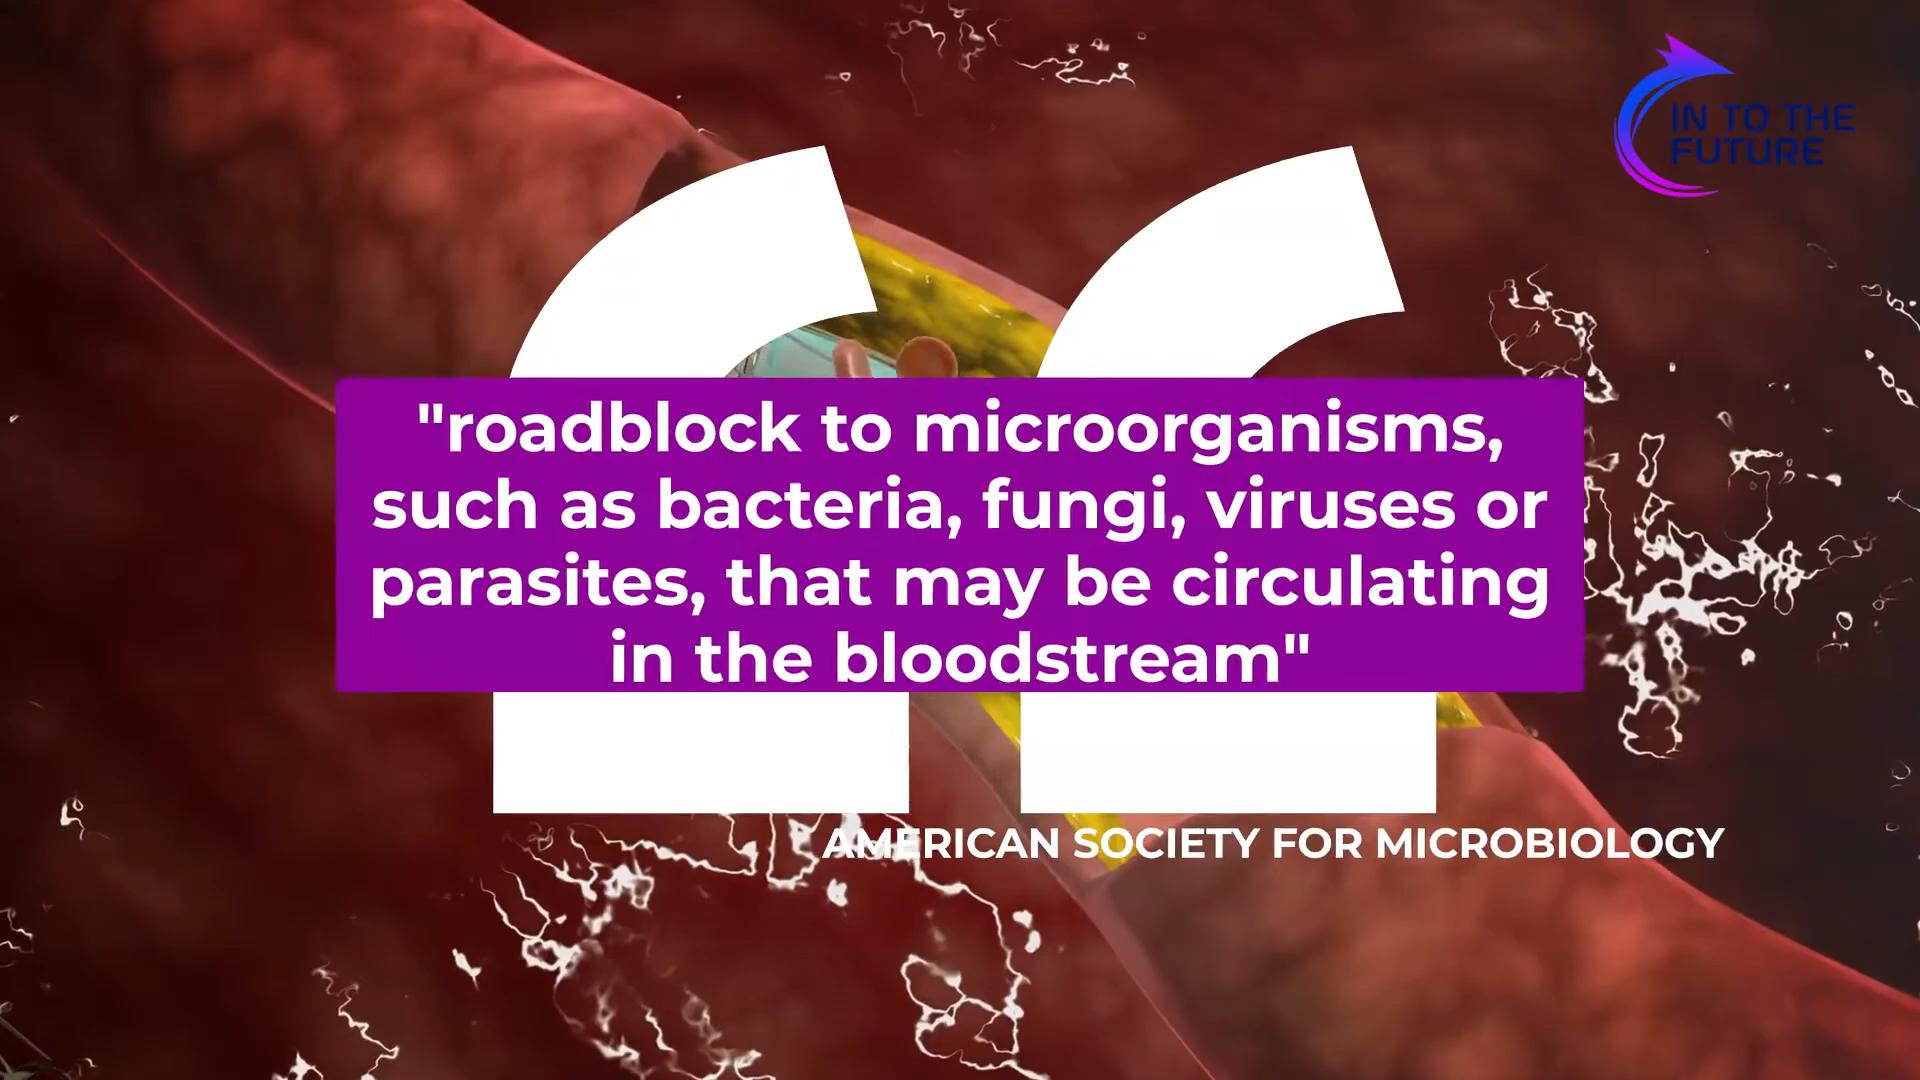 IN TO THE
FUTURE
"roadblock to microorganisms,
such as bacteria, fungi, viruses or
parasites, that may be circulating
in the bloodstream"
AMERICAN SOCIETY FOR MICROBIOLOGY